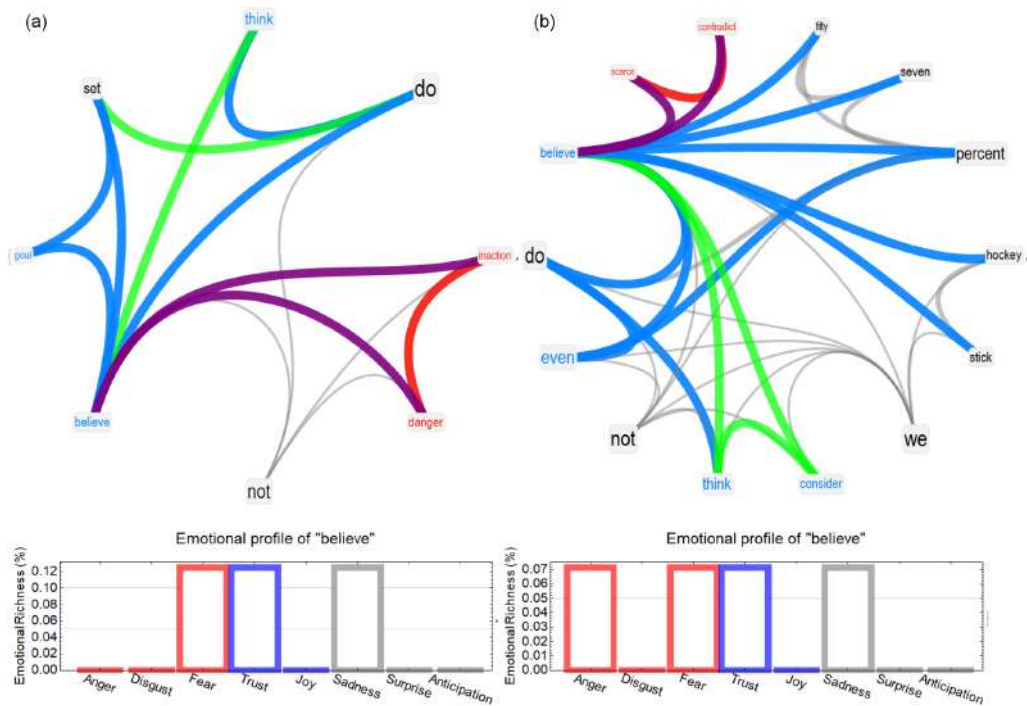 (a)
think
set
do
goal
inaction
believe
danger
not
(b)
contradict
fifty
scarce
seven
believe
percent
do
hockey
even
stick
not
we
think
consider
Emotional profile of "believe"
Emotional Richness (%)
0.12
0.10
0.08
0.06
0.04
0.02
0.00
Anger
Disgust
Fear
Trust
Joy
Sadness
Surprise
Anticipation
Emotional profile of "believe"
Emotional Richness (%)
0.07
0.06
0.05
0.04
0.03
0.02
0.01
0.00
Anger
Disgust
Fear
Trust
Joy
Sadness
Surprise
Anticipation